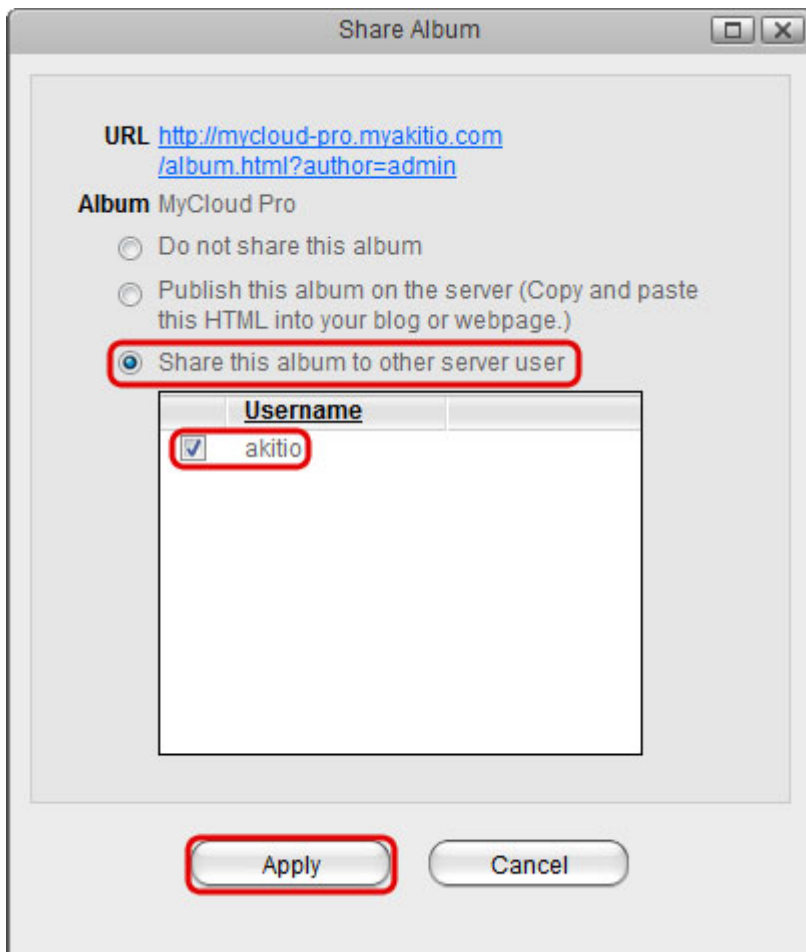 Share Album
URL http://mycloud-pro.myakitio.com
/album.html?author=admin
Album MyCloud Pro
Do not share this album
Publish this album on the server (Copy and paste
this HTML into your blog or webpage.)
Share this album to other server user
Username
akitio
Apply Cancel